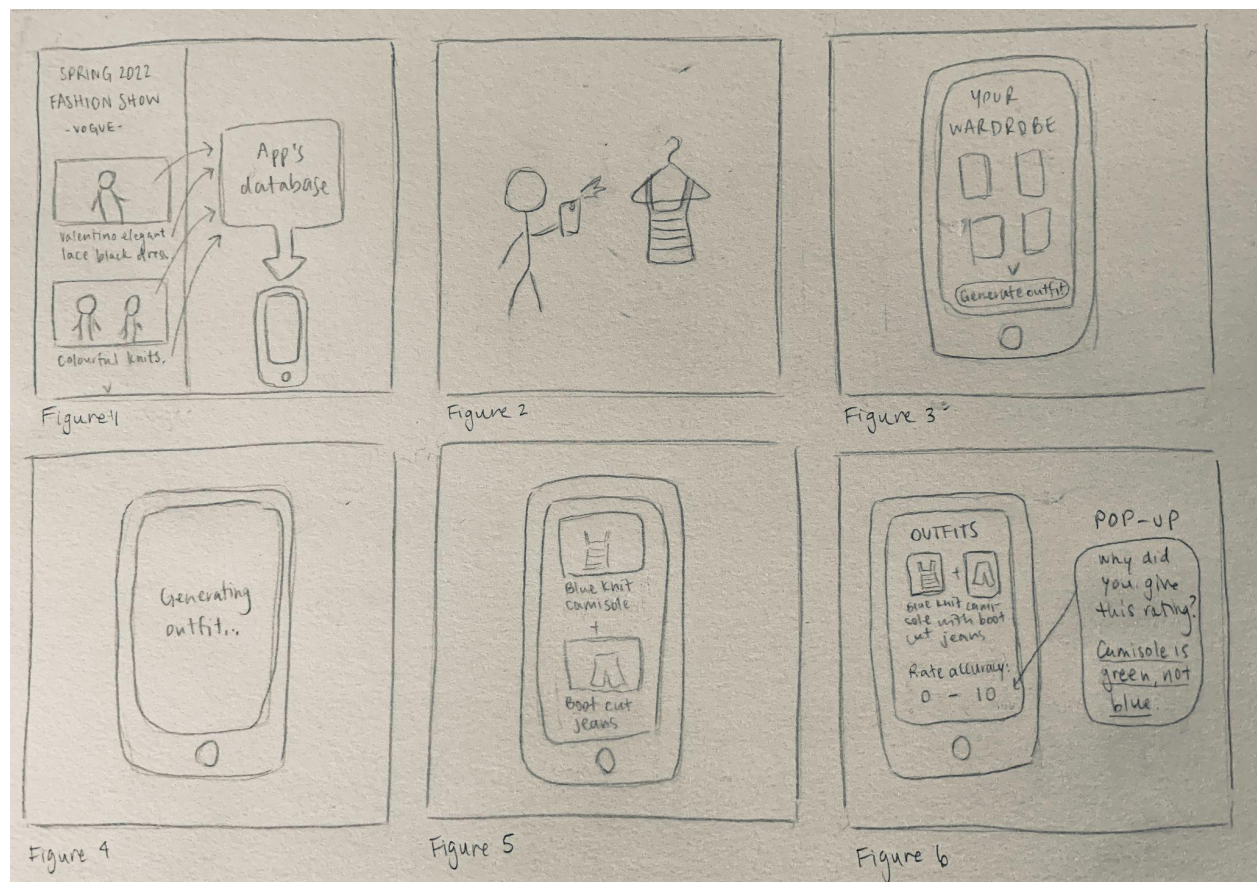 SPRING 2022
FASHION SHOW
- VOGUE -
Valentino elegant
lace black dress
Colourful knits.
App's
database
Figure 1
Figure 2
YOUR
WARDROBE
Generate outfit
Figure 3
Generating
outfit...
Figure 4
Blue knit
camisole
+
Boot cut
jeans
Figure 5
OUTFITS
+
Blue knit cami-
sole with boot
cut jeans
Rate accuracy:
0 - 10
POP-UP
Why did
you give
this rating?
Camisole is
green, not
blue
Figure 6